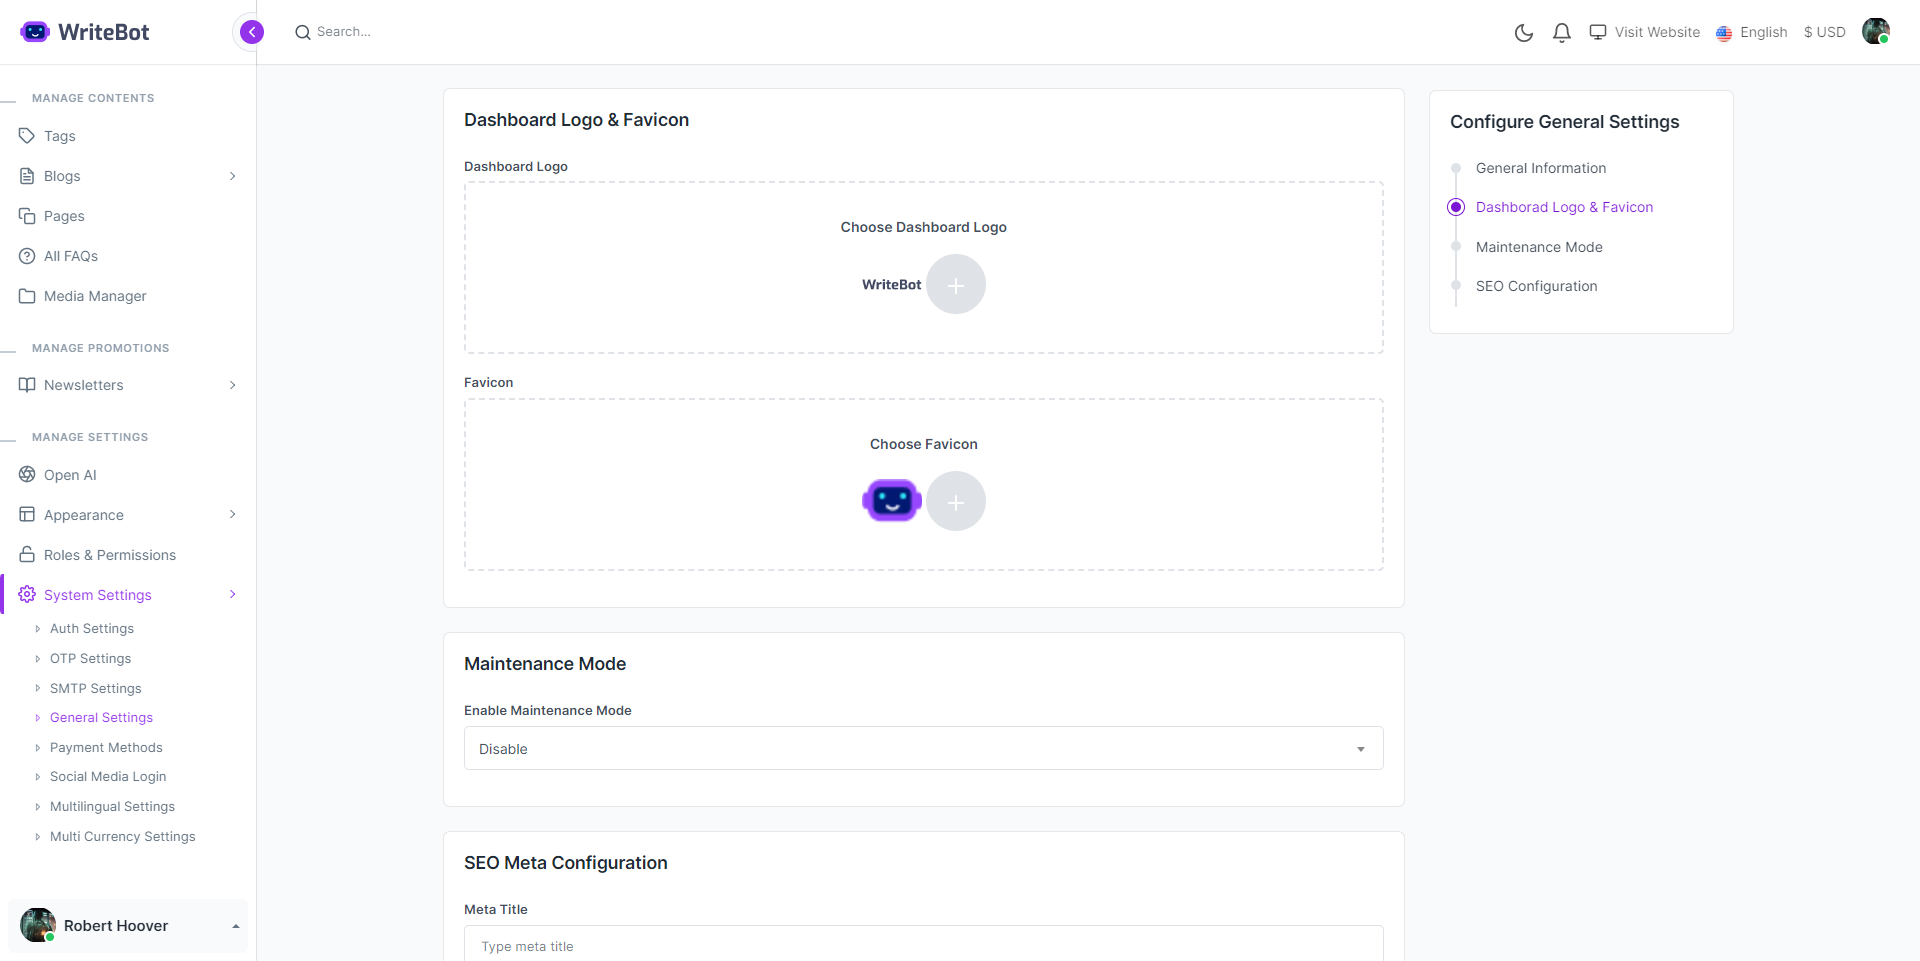 WriteBot
Search...
Visit Website
English
$ USD
MANAGE CONTENTS
Tags
Blogs
Pages
All FAQs
Media Manager
MANAGE PROMOTIONS
Newsletters
MANAGE SETTINGS
Open AI
Appearance
Roles & Permissions
System Settings
Auth Settings
OTP Settings
SMTP Settings
General Settings
Payment Methods
Social Media Login
Multilingual Settings
Multi Currency Settings
Robert Hoover
Dashboard Logo & Favicon
Dashboard Logo
Choose Dashboard Logo
WriteBot
Favicon
Choose Favicon
Maintenance Mode
Enable Maintenance Mode
Disable
SEO Meta Configuration
Meta Title
Type meta title
Configure General Settings
General Information
Dashborad Logo & Favicon
Maintenance Mode
SEO Configuration